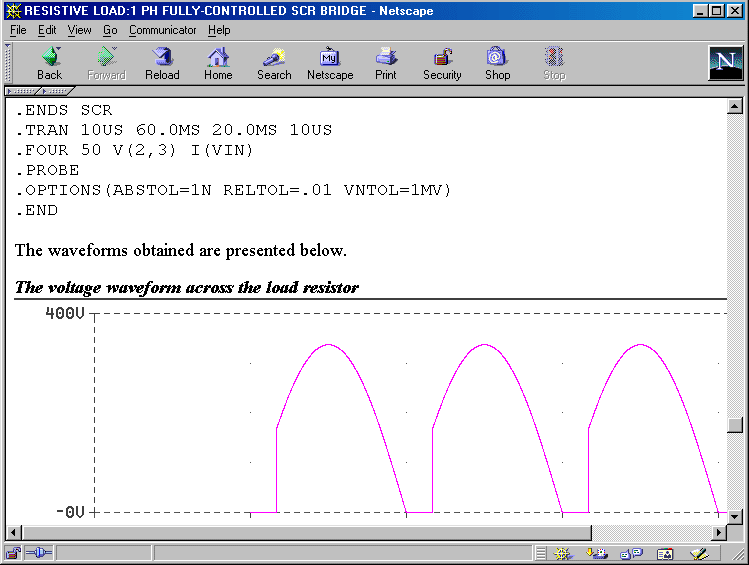 RESISTIVE LOAD:1 PH FULLY-CONTROLLED SCR BRIDGE - Netscape
File Edit View Go Communicator Help
Back Forward Reload Home Search My Netscape Print Security Shop Stop
N
.ENDS SCR
.TRAN 10US 60.0MS 20.0MS 10US
.FOUR 50 V(2,3) I(VIN)
.PROBE
.OPTIONS(ABSTOL=1N RELTOL=.01 VNTOL=1MV)
.END
The waveforms obtained are presented below.
The voltage waveform across the load resistor
400V
-0V